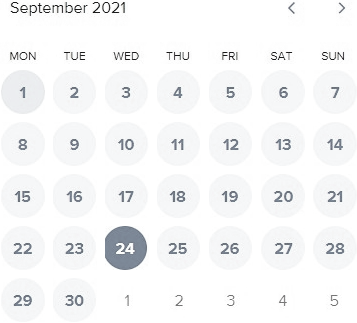 September 2021
MON TUE WED THU FRI SAT SUN
1 2 3 4 5 6 7
8 9 10 11 12 13 14
15 16 17 18 19 20 21
22 23 24 25 26 27 28
29 30 1 2 3 4 5